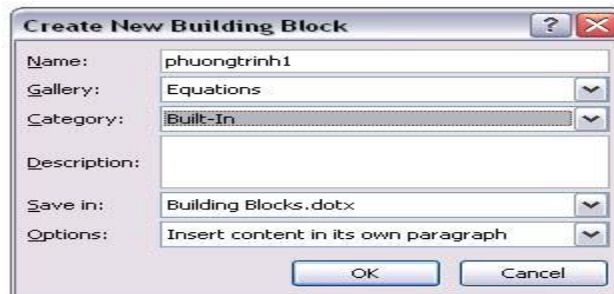 Create New Building Block
Name: phuongtrinh1
Gallery: Equations
Category: Built-In
Description:
Save in: Building Blocks.dotx
Options: Insert content in its own paragraph
OK Cancel